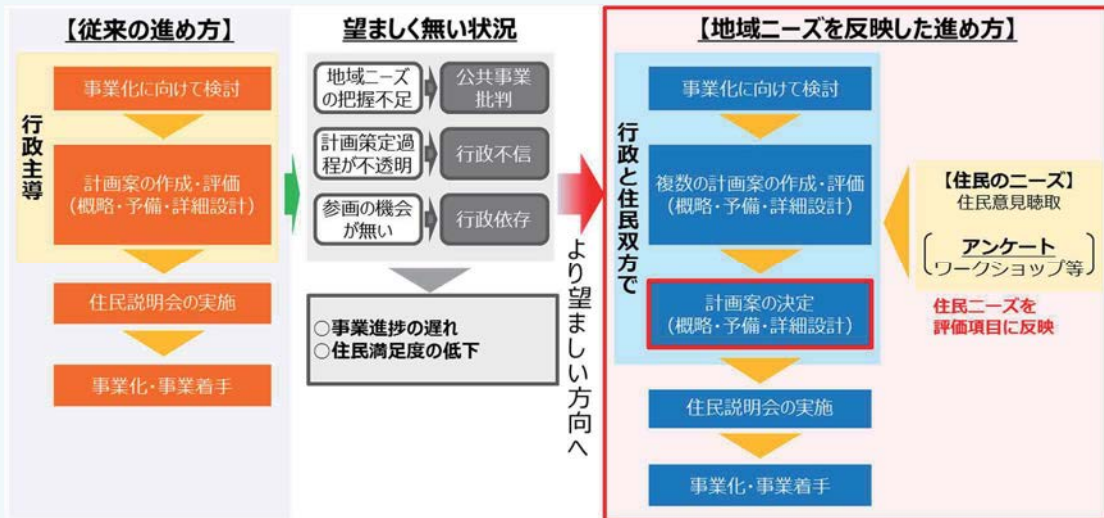 【従来の進め方】
行政主導
事業化に向けて検討
計画案の作成・評価
(概略・予備・詳細設計)
住民説明会の実施
事業化・事業着手
望ましく無い状況
地域ニーズ
の把握不足
公共事業
批判
計画策定過
程が不透明
行政不信
参画の機会
が無い
行政依存
○事業進捗の遅れ
○住民満足度の低下
より望ましい方向へ
【地域ニーズを反映した進め方】
行政と住民双方で
事業化に向けて検討
複数の計画案の作成・評価
(概略・予備・詳細設計)
計画案の決定
(概略・予備・詳細設計)
住民説明会の実施
事業化・事業着手
【住民のニーズ】
住民意見聴取
アンケート
ワークショップ等
住民ニーズを
評価項目に反映